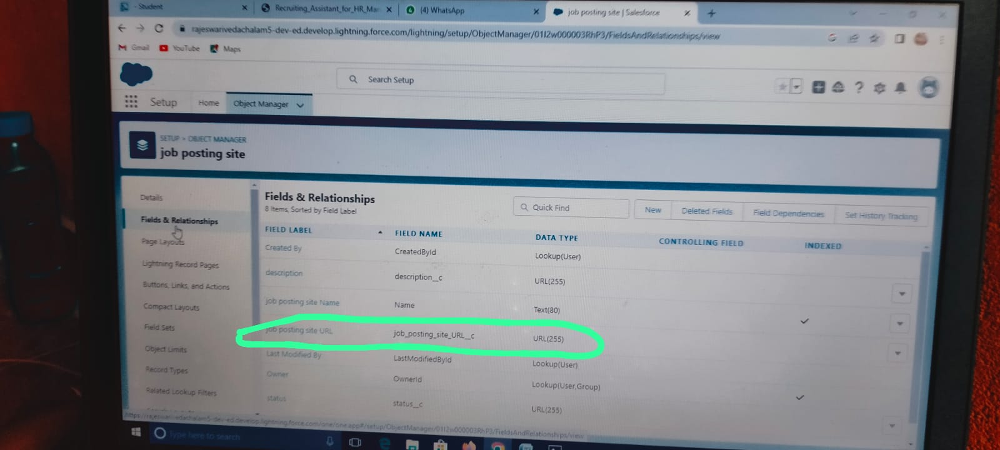 - Student
Recruiting_Assistant_for_HR_Ma
(4) WhatsApp
job posting site | Salesforce
rajeswarivedachalam5-dev-ed.develop.lightning.force.com/lightning/setup/ObjectManager/01I2w000003RhP3/FieldsAndRelationships/view
Gmail YouTube Maps
Search Setup
Setup Home Object Manager
SETUP > OBJECT MANAGER
job posting site
Details
Fields & Relationships
Page Layouts
Lightning Record Pages
Buttons, Links, and Actions
Compact Layouts
Field Sets
Object Limits
Record Types
Related Lookup Filters
Fields & Relationships
8 Items, Sorted by Field Label
Quick Find
New Deleted Fields Field Dependencies Set History Tracking
FIELD LABEL FIELD NAME DATA TYPE CONTROLLING FIELD INDEXED
Created By CreatedById Lookup(User)
description description__c URL(255)
job posting site Name Name Text(80)
job posting site URL job_posting_site_URL__c URL(255)
Last Modified By LastModifiedById Lookup(User)
Owner OwnerId Lookup(User,Group)
status status__c URL(255)
https://rajeswarivedachalam5-dev-ed.develop.lightning.force.com/one/one.app#/setup/ObjectManager/01I2w000003RhP3/FieldsAndRelationships/view
Type here to search